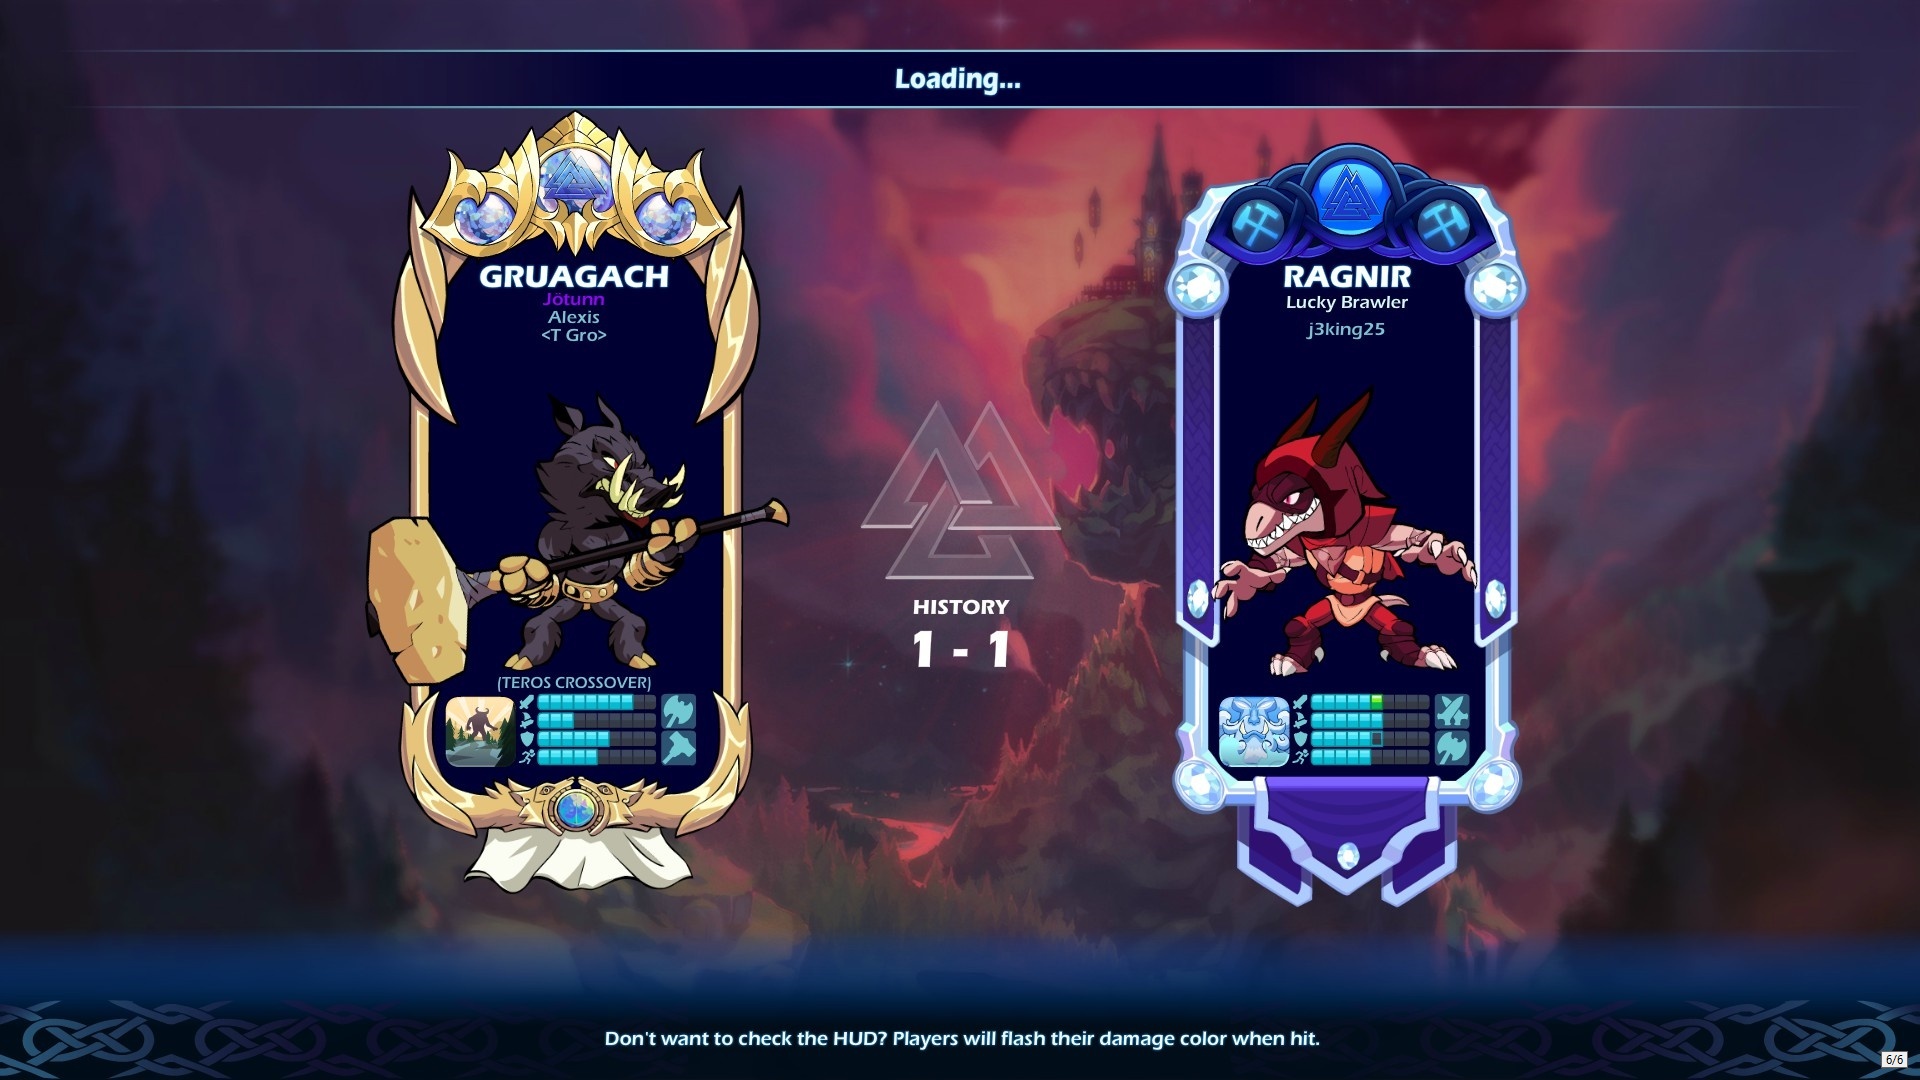 Loading...
GRUAGACH
Jötunn
Alexis
<T Gro>
(TEROS CROSSOVER)
HISTORY
1 - 1
RAGNIR
Lucky Brawler
j3king25
Don't want to check the HUD? Players will flash their damage color when hit.
6/6